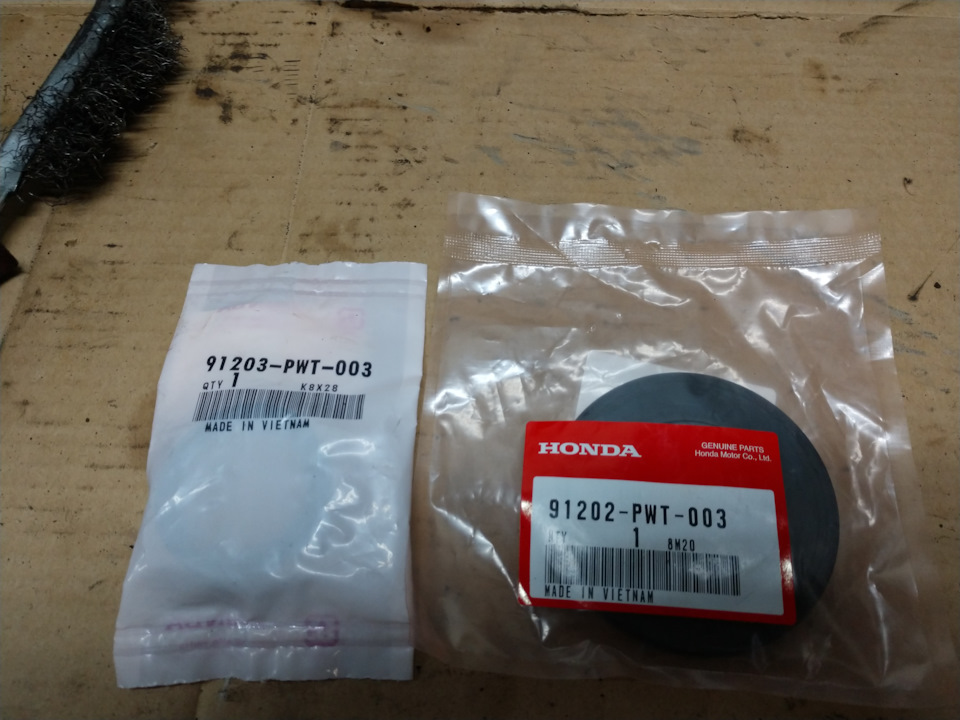 91203-PWT-003
QTY 1 K8X28
MADE IN VIETNAM
HONDA
GENUINE PARTS
Honda Motor Co., Ltd.
91202-PWT-003
QTY 1 8M20
MADE IN VIETNAM